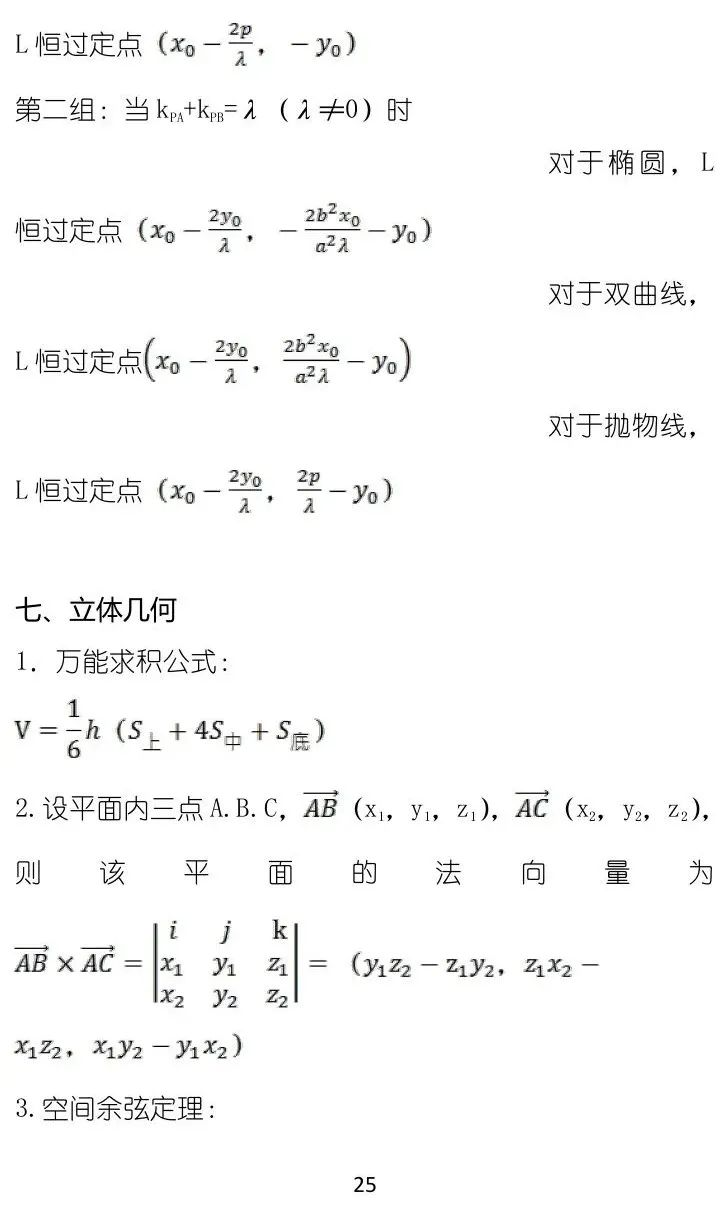 L 恒过定点（x₀ − 2p/λ，− y₀）
第二组：当 kPA+kPB=λ（λ≠0）时
对于椭圆，L
恒过定点（x₀ − 2y₀/λ，− 2b²x₀/a²λ − y₀）
对于双曲线，
L 恒过定点(x₀ − 2y₀/λ，2b²x₀/a²λ − y₀)
对于抛物线，
L 恒过定点（x₀ − 2y₀/λ，2p/λ − y₀）
七、立体几何
1. 万能求积公式：
V = 1/6 h（S上 + 4S中 + S底）
2.设平面内三点 A.B.C，AB→（x₁，y₁，z₁），AC→（x₂，y₂，z₂），
则该平面的法向量为
AB→ × AC→ = |i j k; x₁ y₁ z₁; x₂ y₂ z₂| = （y₁z₂ − z₁y₂，z₁x₂ −
x₁z₂，x₁y₂ − y₁x₂）
3.空间余弦定理：
25